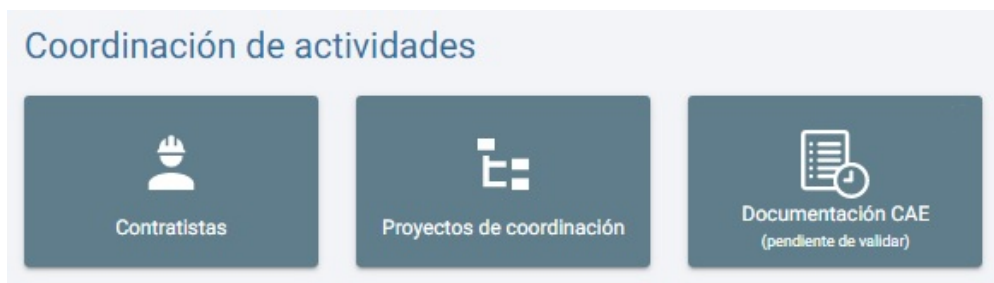 Coordinación de actividades
Contratistas
Proyectos de coordinación
Documentación CAE
(pendiente de validar)